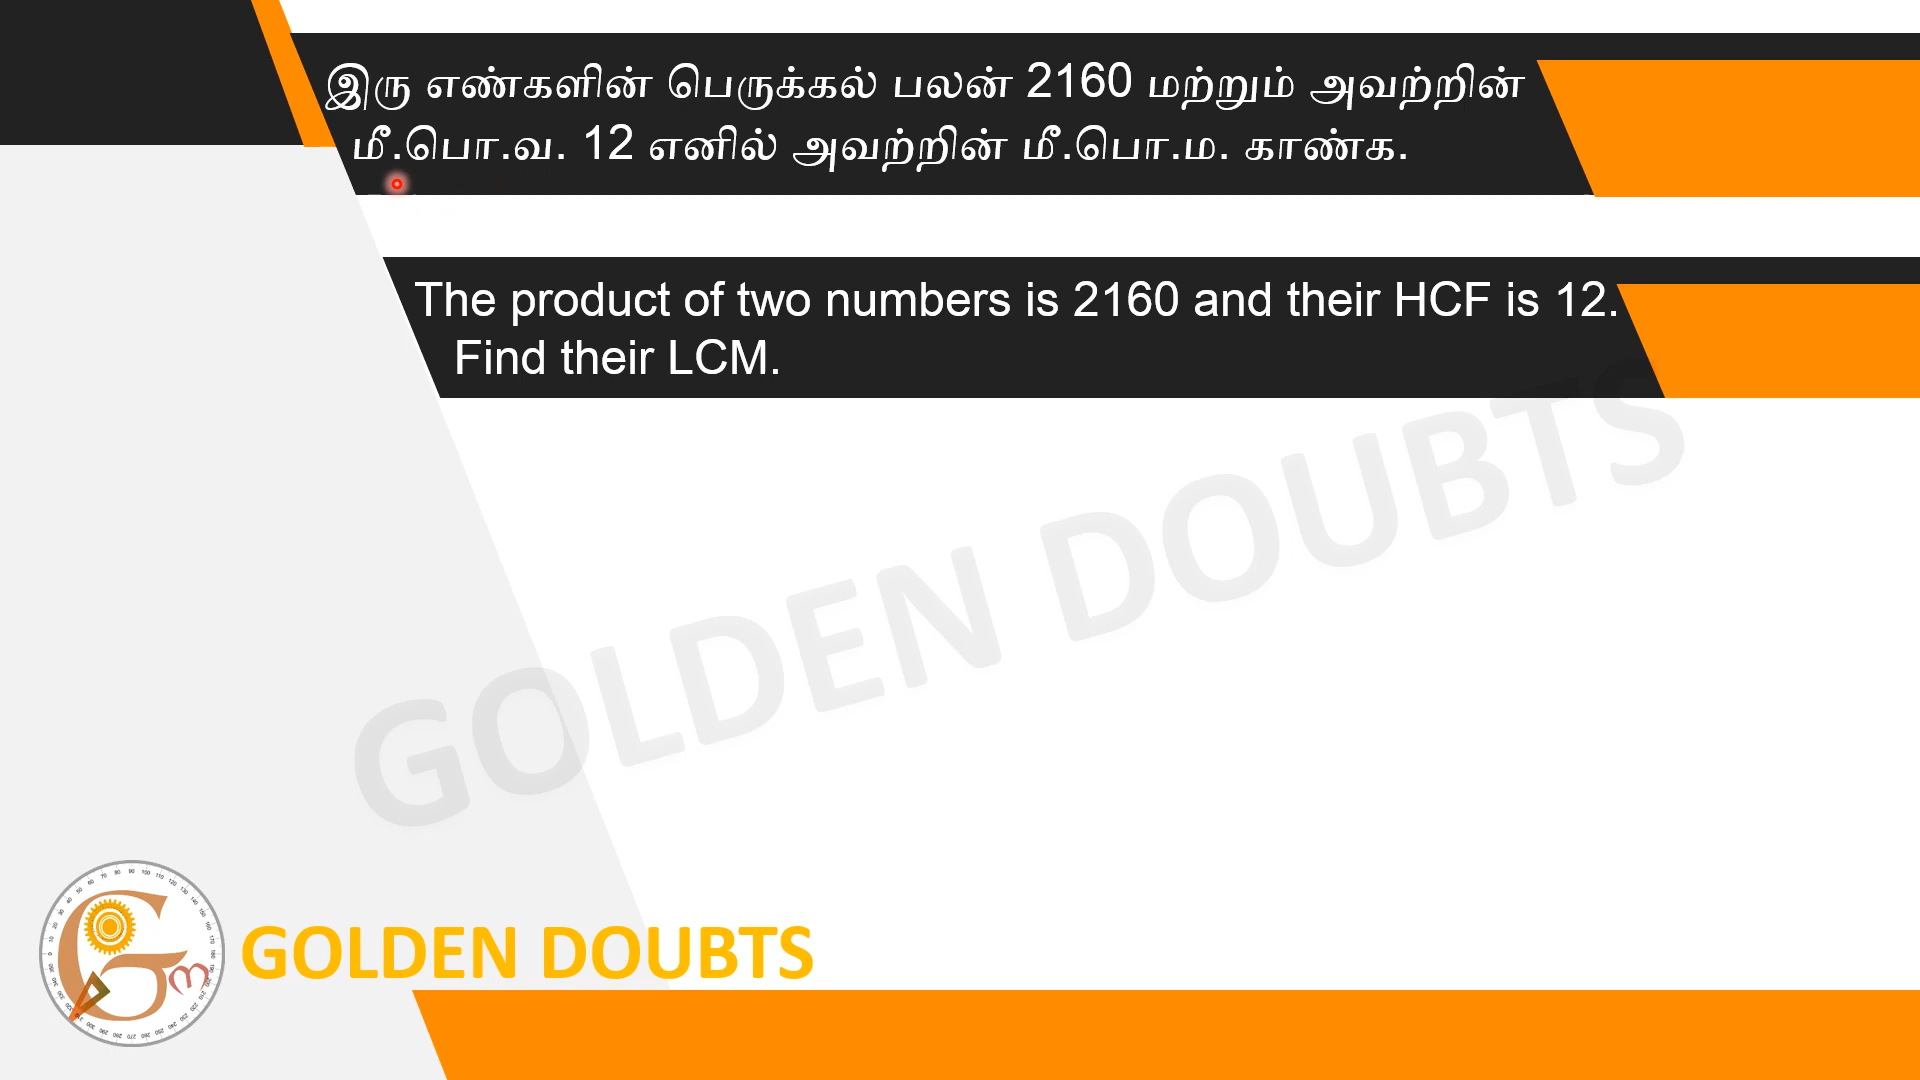 இரு எண்களின் பெருக்கல் பலன் 2160 மற்றும் அவற்றின்
மீ.பொ.வ. 12 எனில் அவற்றின் மீ.பொ.ம. காண்க.
The product of two numbers is 2160 and their HCF is 12.
Find their LCM.
GOLDEN DOUBTS
GOLDEN DOUBTS